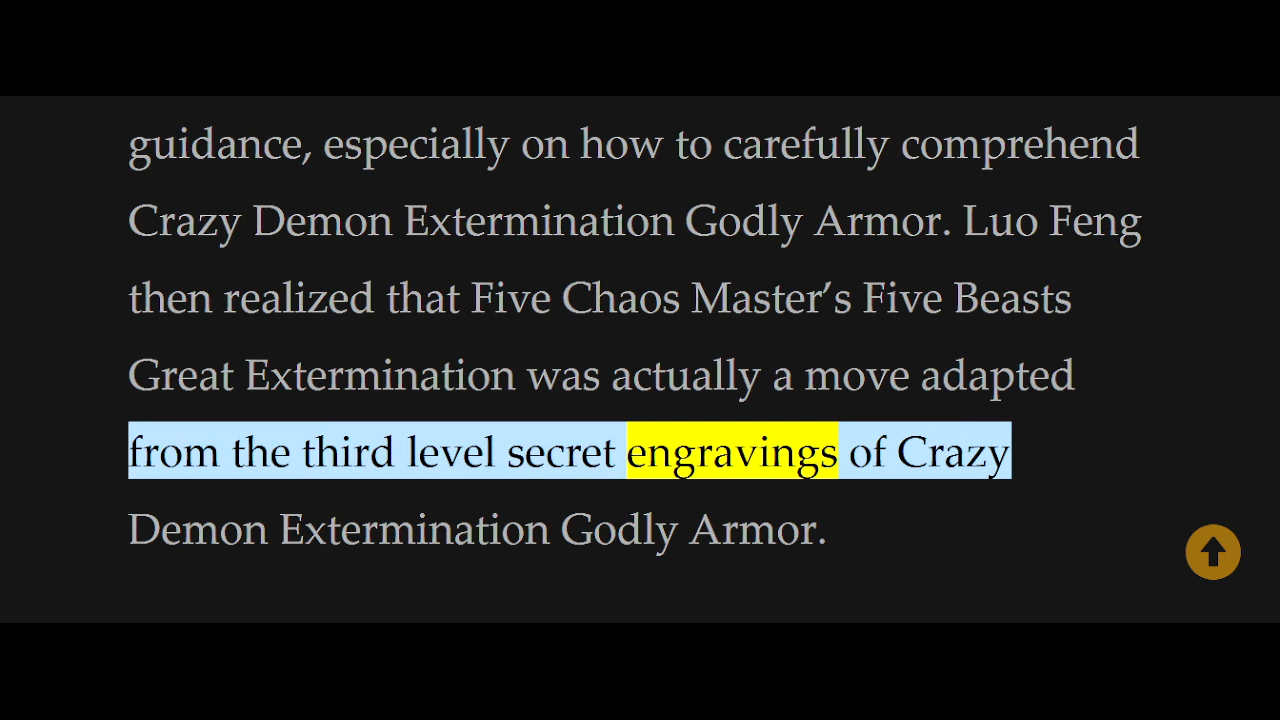 guidance, especially on how to carefully comprehend
Crazy Demon Extermination Godly Armor. Luo Feng
then realized that Five Chaos Master’s Five Beasts
Great Extermination was actually a move adapted
from the third level secret engravings of Crazy
Demon Extermination Godly Armor.